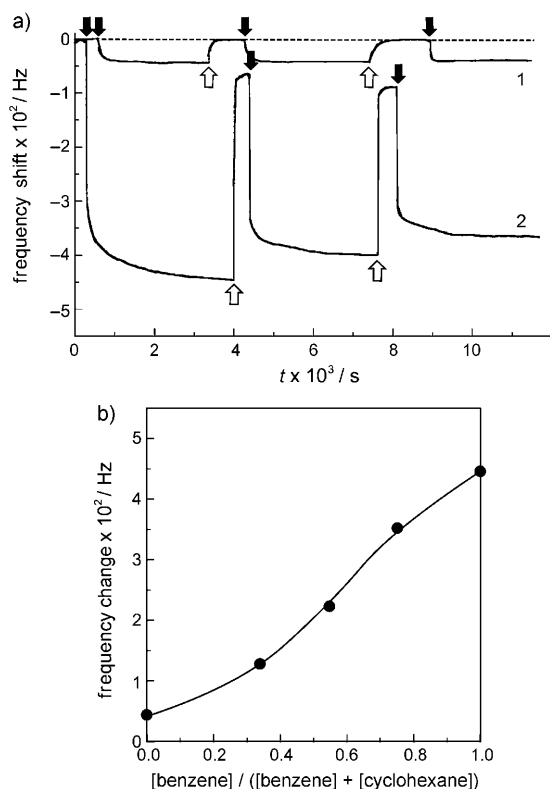 a)
0
−1
−2
−3
−4
−5
frequency shift x 10² / Hz
1
2
0 2 4 6 8 10
t x 10³ / s
b)
5
4
3
2
1
0
frequency change x 10² / Hz
0.0 0.2 0.4 0.6 0.8 1.0
[benzene] / ([benzene] + [cyclohexane])